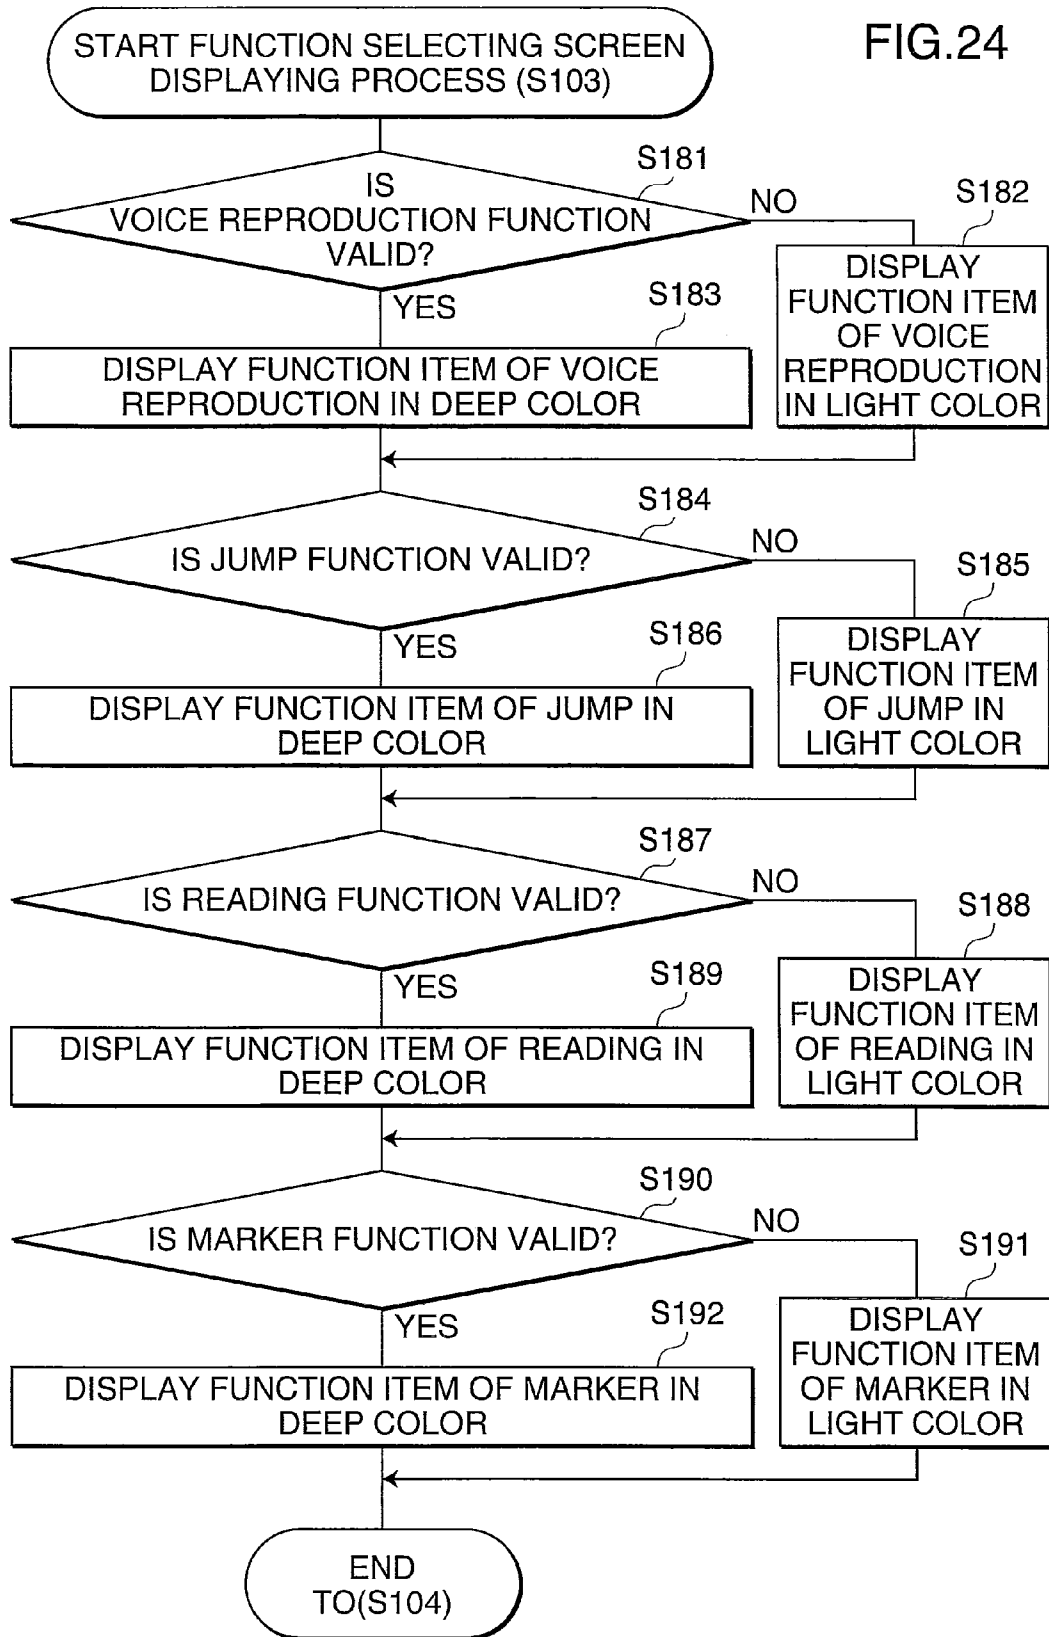 FIG.24
START FUNCTION SELECTING SCREEN
DISPLAYING PROCESS (S103)
S181
IS
VOICE REPRODUCTION FUNCTION
VALID?
NO
YES
S182
DISPLAY
FUNCTION ITEM
OF VOICE
REPRODUCTION
IN LIGHT COLOR
S183
DISPLAY FUNCTION ITEM OF VOICE
REPRODUCTION IN DEEP COLOR
S184
IS JUMP FUNCTION VALID?
NO
YES
S185
DISPLAY
FUNCTION ITEM
OF JUMP IN
LIGHT COLOR
S186
DISPLAY FUNCTION ITEM OF JUMP IN
DEEP COLOR
S187
IS READING FUNCTION VALID?
NO
YES
S188
DISPLAY
FUNCTION ITEM
OF READING IN
LIGHT COLOR
S189
DISPLAY FUNCTION ITEM OF READING IN
DEEP COLOR
S190
IS MARKER FUNCTION VALID?
NO
YES
S191
DISPLAY
FUNCTION ITEM
OF MARKER IN
LIGHT COLOR
S192
DISPLAY FUNCTION ITEM OF MARKER IN
DEEP COLOR
END
TO(S104)